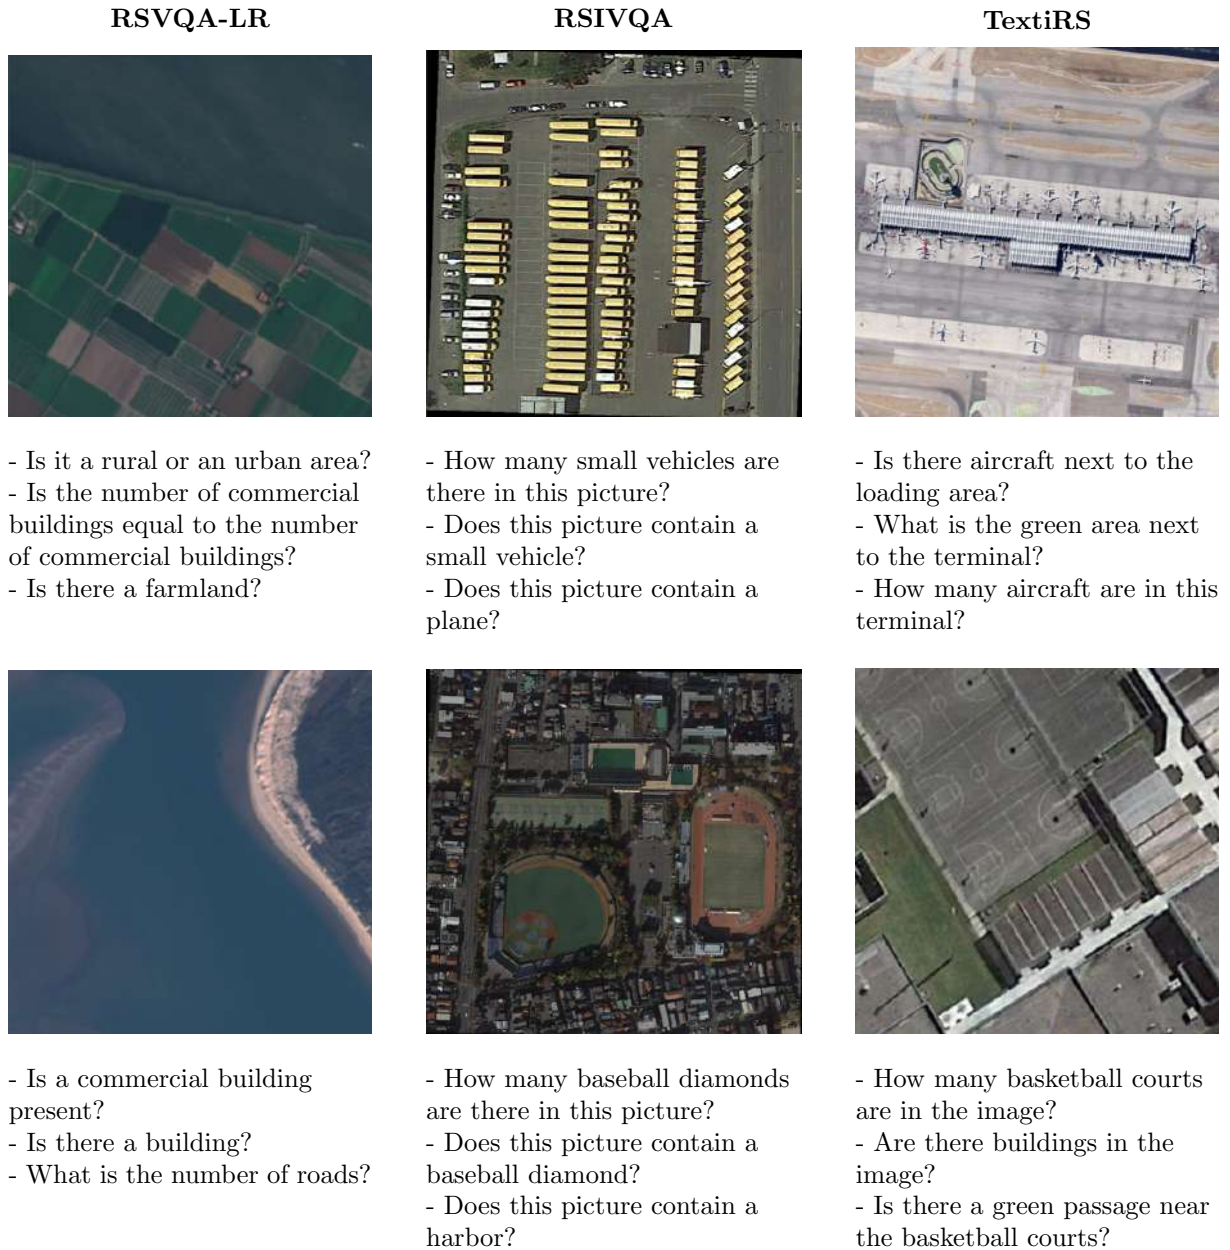 RSVQA-LR
RSIVQA
TextiRS
- Is it a rural or an urban area?
- Is the number of commercial
buildings equal to the number
of commercial buildings?
- Is there a farmland?
- How many small vehicles are
there in this picture?
- Does this picture contain a
small vehicle?
- Does this picture contain a
plane?
- Is there aircraft next to the
loading area?
- What is the green area next
to the terminal?
- How many aircraft are in this
terminal?
- Is a commercial building
present?
- Is there a building?
- What is the number of roads?
- How many baseball diamonds
are there in this picture?
- Does this picture contain a
baseball diamond?
- Does this picture contain a
harbor?
- How many basketball courts
are in the image?
- Are there buildings in the
image?
- Is there a green passage near
the basketball courts?